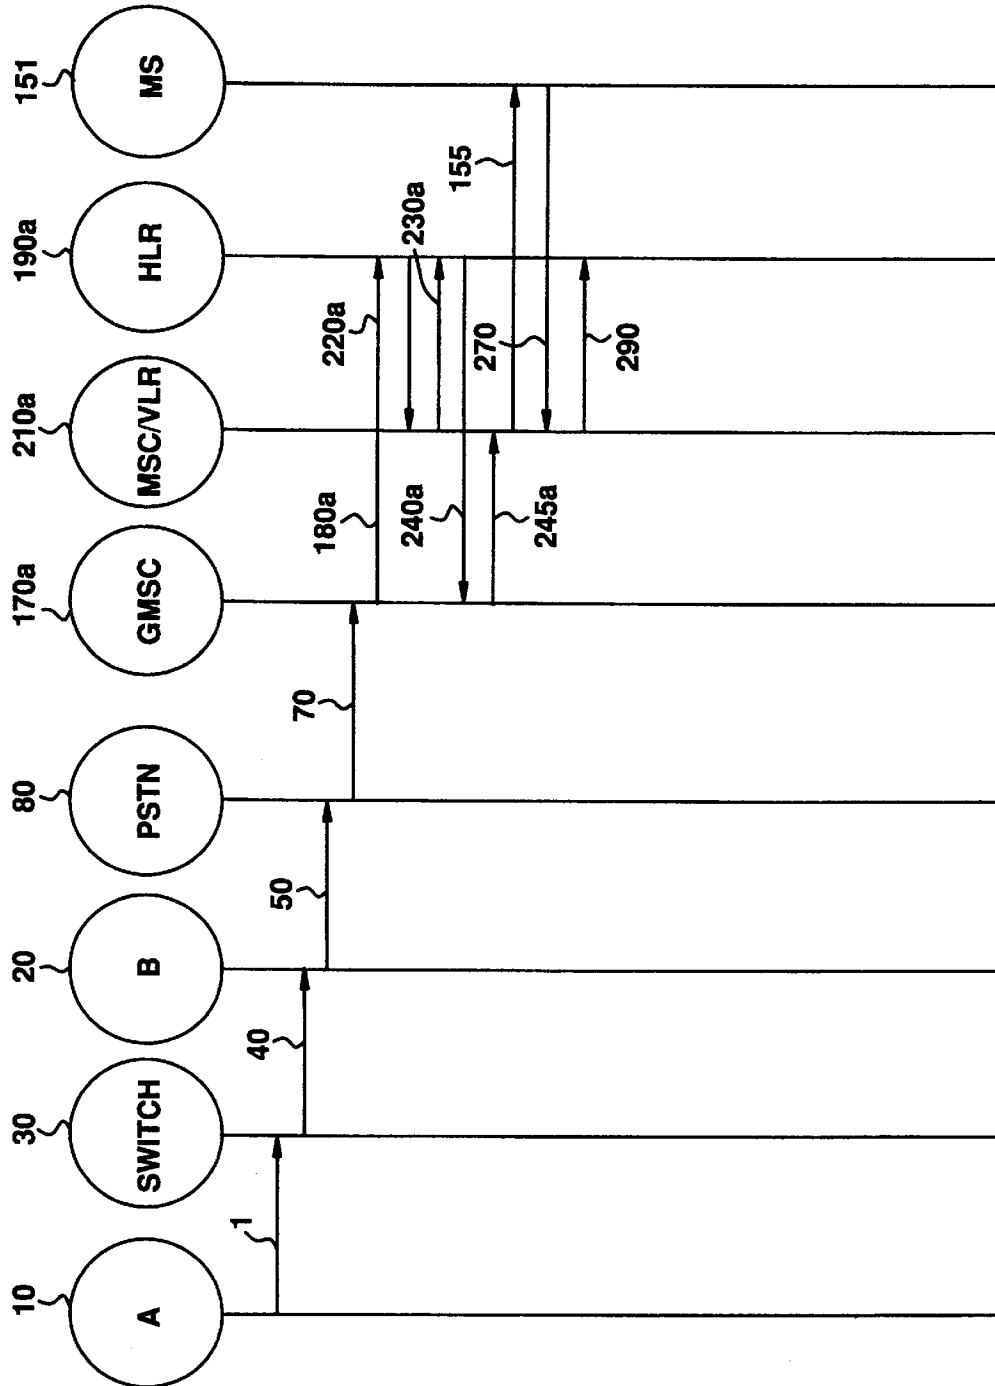 10
30
20
80
170a
210a
190a
151
A
SWITCH
B
PSTN
GMSC
MSC/VLR
HLR
MS
1
40
50
70
180a
220a
240a
230a
245a
270
155
290